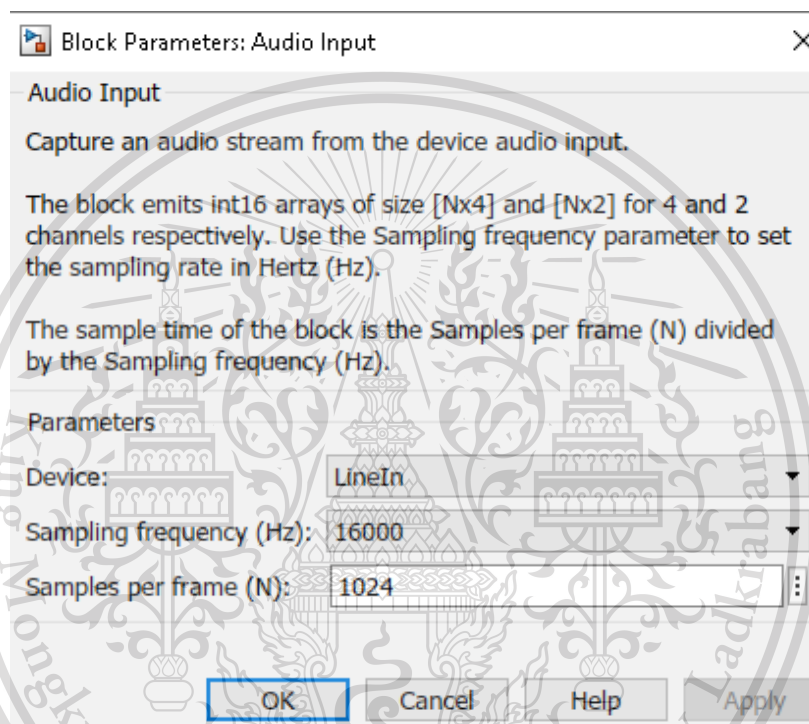 Block Parameters: Audio Input
Audio Input
Capture an audio stream from the device audio input.
The block emits int16 arrays of size [Nx4] and [Nx2] for 4 and 2
channels respectively. Use the Sampling frequency parameter to set
the sampling rate in Hertz (Hz).
The sample time of the block is the Samples per frame (N) divided
by the Sampling frequency (Hz).
Parameters
Device: LineIn
Sampling frequency (Hz): 16000
Samples per frame (N): 1024
OK Cancel Help Apply
Ladkrabang